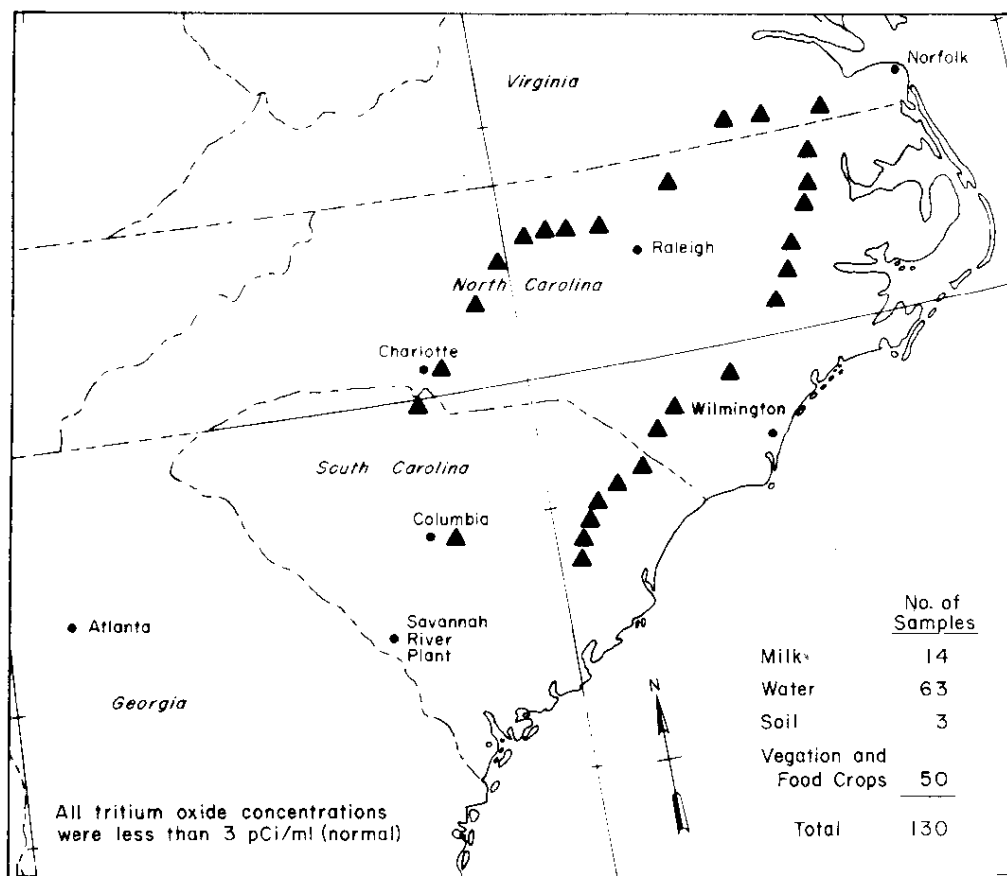 Norfolk
Virginia
Raleigh
North Carolina
Charlotte
Wilmington
South Carolina
Columbia
Atlanta
Savannah
River
Plant
Georgia
N
No. of
Samples
Milk 14
Water 63
Soil 3
Vegation and
Food Crops 50
Total 130
All tritium oxide concentrations
were less than 3 pCi/ml (normal)